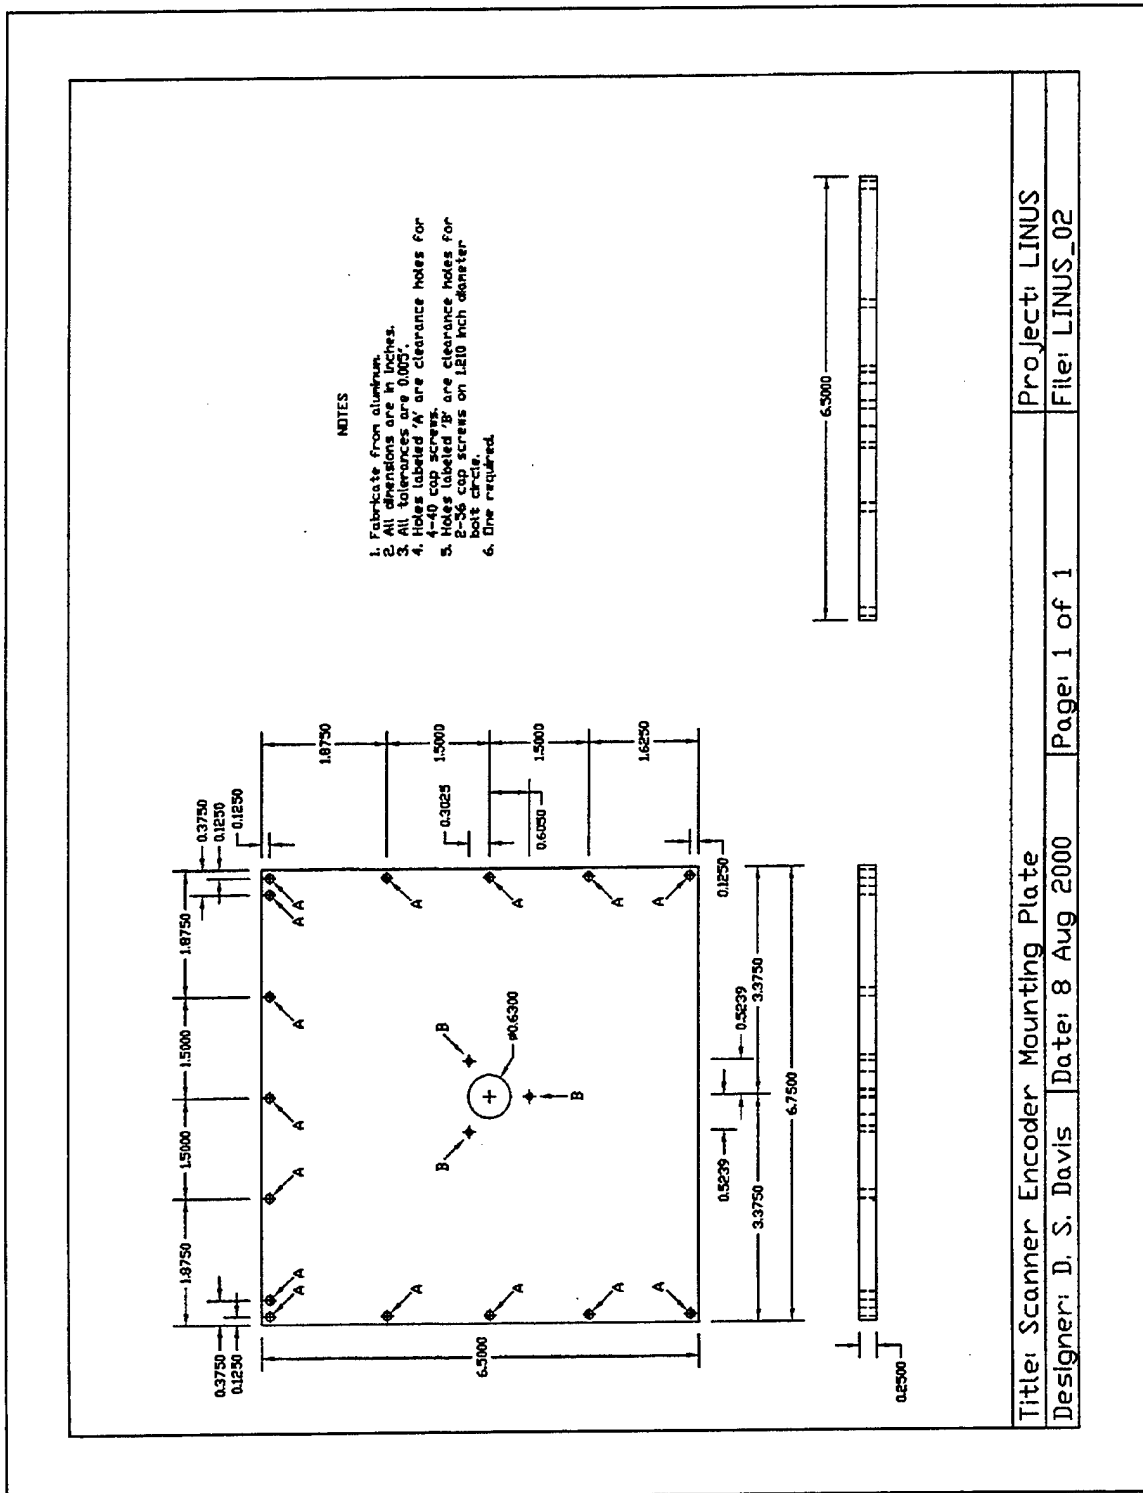 NOTES
1. Fabricate from aluminum.
2. All dimensions are in inches.
3. All tolerances are 0.005".
4. Holes labeled 'A' are clearance holes for
4-40 cap screws.
5. Holes labeled 'B' are clearance holes for
2-56 cap screws on 1.210 inch diameter
bolt circle.
6. One required.
0.3750
0.1250
1.8750
1.5000
1.5000
1.8750
0.3750
0.1250
0.1250
A
A
A
A
A
A
A
1.8750
1.5000
1.5000
1.6250
0.3025
0.6050
0.1250
6.5000
A
A
A
A
A
A
A
A
B
B
B
ø0.6300
0.5239
0.5239
3.3750
3.3750
6.7500
0.2500
6.5000
Title: Scanner Encoder Mounting Plate
Project: LINUS
Designer: D. S. Davis
Date: 8 Aug 2000
Page: 1 of 1
File: LINUS_02